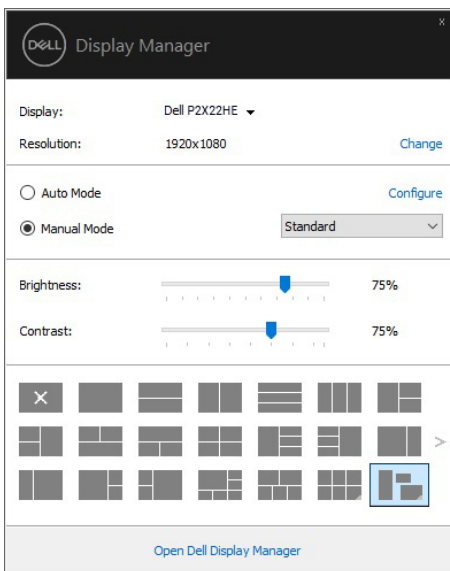 x
DELL Display Manager
Display: Dell P2X22HE
Resolution: 1920x1080 Change
Auto Mode Configure
Manual Mode Standard
Brightness: 75%
Contrast: 75%
Open Dell Display Manager